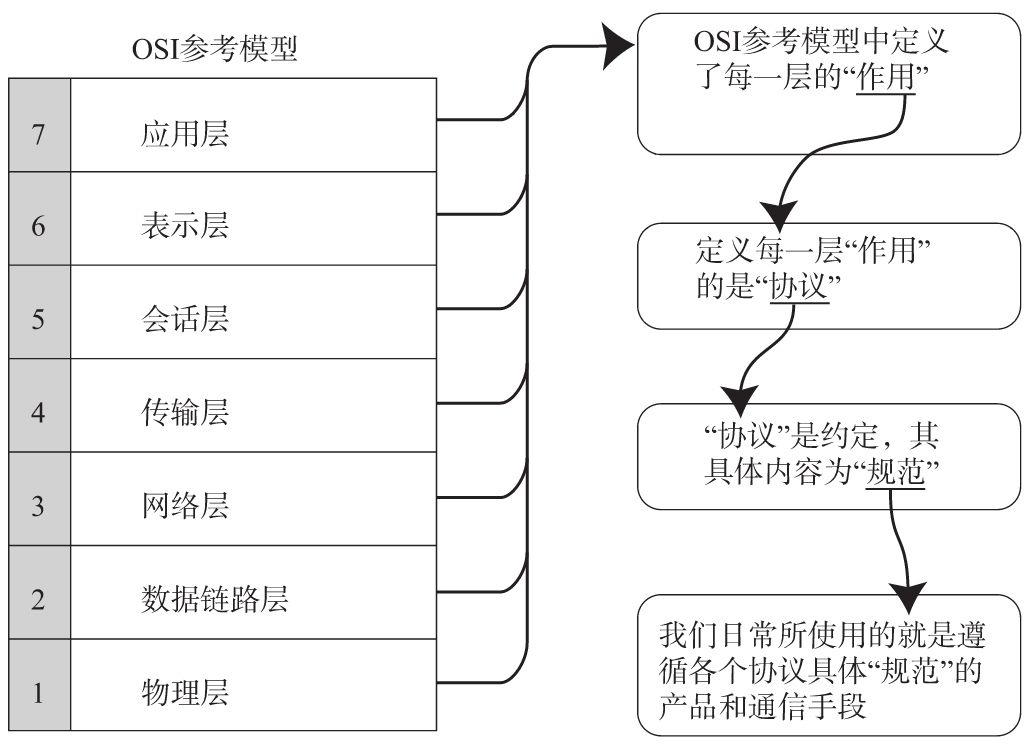 OSI参考模型
7 应用层
6 表示层
5 会话层
4 传输层
3 网络层
2 数据链路层
1 物理层
OSI参考模型中定义
了每一层的“作用”
定义每一层“作用”
的是“协议”
“协议”是约定，其
具体内容为“规范”
我们日常所使用的就是遵
循各个协议具体“规范”的
产品和通信手段